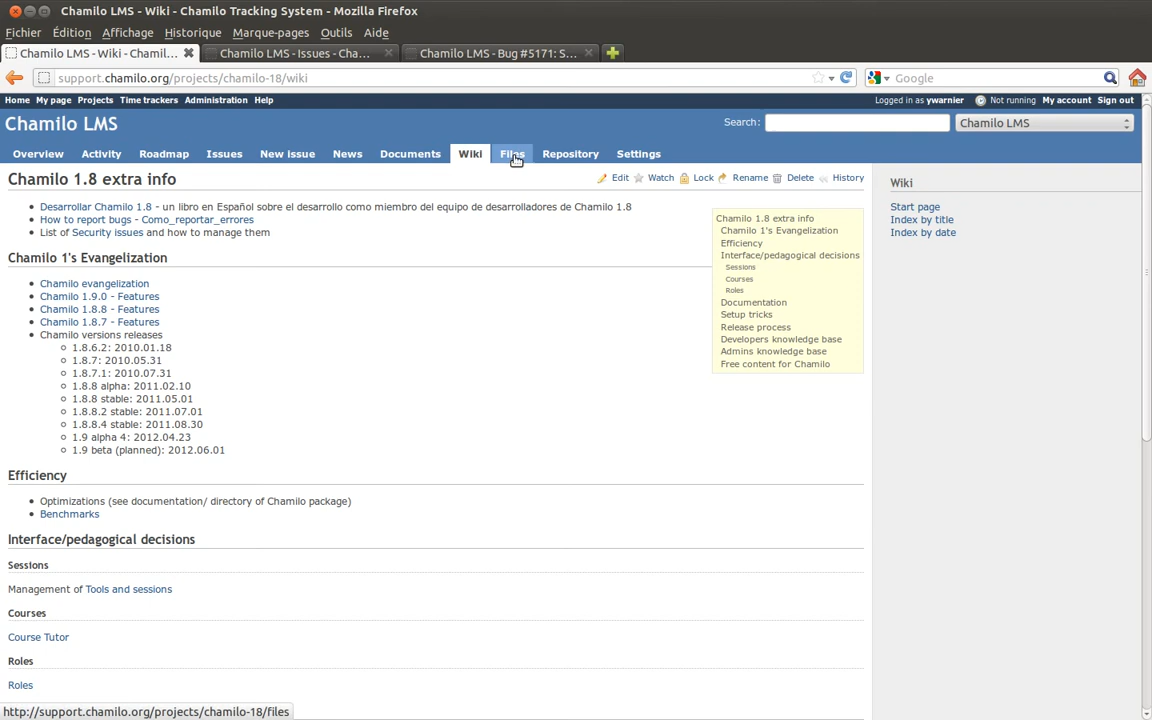 Chamilo LMS - Wiki - Chamilo Tracking System - Mozilla Firefox
Fichier Édition Affichage Historique Marque-pages Outils Aide
Chamilo LMS - Wiki - Chamil... Chamilo LMS - Issues - Cha... Chamilo LMS - Bug #5171: S...
support.chamilo.org/projects/chamilo-18/wiki Google
Home My page Projects Time trackers Administration Help Logged in as ywarnier Not running My account Sign out
Chamilo LMS Search: Chamilo LMS
Overview Activity Roadmap Issues New issue News Documents Wiki Files Repository Settings
Chamilo 1.8 extra info Edit Watch Lock Rename Delete History
Desarrollar Chamilo 1.8 - un libro en Español sobre el desarrollo como miembro del equipo de desarrolladores de Chamilo 1.8
How to report bugs - Como_reportar_errores
List of Security issues and how to manage them
Chamilo 1's Evangelization
Chamilo evangelization
Chamilo 1.9.0 - Features
Chamilo 1.8.8 - Features
Chamilo 1.8.7 - Features
Chamilo versions releases
1.8.6.2: 2010.01.18
1.8.7: 2010.05.31
1.8.7.1: 2010.07.31
1.8.8 alpha: 2011.02.10
1.8.8 stable: 2011.05.01
1.8.8.2 stable: 2011.07.01
1.8.8.4 stable: 2011.08.30
1.9 alpha 4: 2012.04.23
1.9 beta (planned): 2012.06.01
Efficiency
Optimizations (see documentation/ directory of Chamilo package)
Benchmarks
Interface/pedagogical decisions
Sessions
Management of Tools and sessions
Courses
Course Tutor
Roles
Roles
Chamilo 1.8 extra info
Chamilo 1's Evangelization
Efficiency
Interface/pedagogical decisions
Sessions
Courses
Roles
Documentation
Setup tricks
Release process
Developers knowledge base
Admins knowledge base
Free content for Chamilo
Wiki
Start page
Index by title
Index by date
http://support.chamilo.org/projects/chamilo-18/files